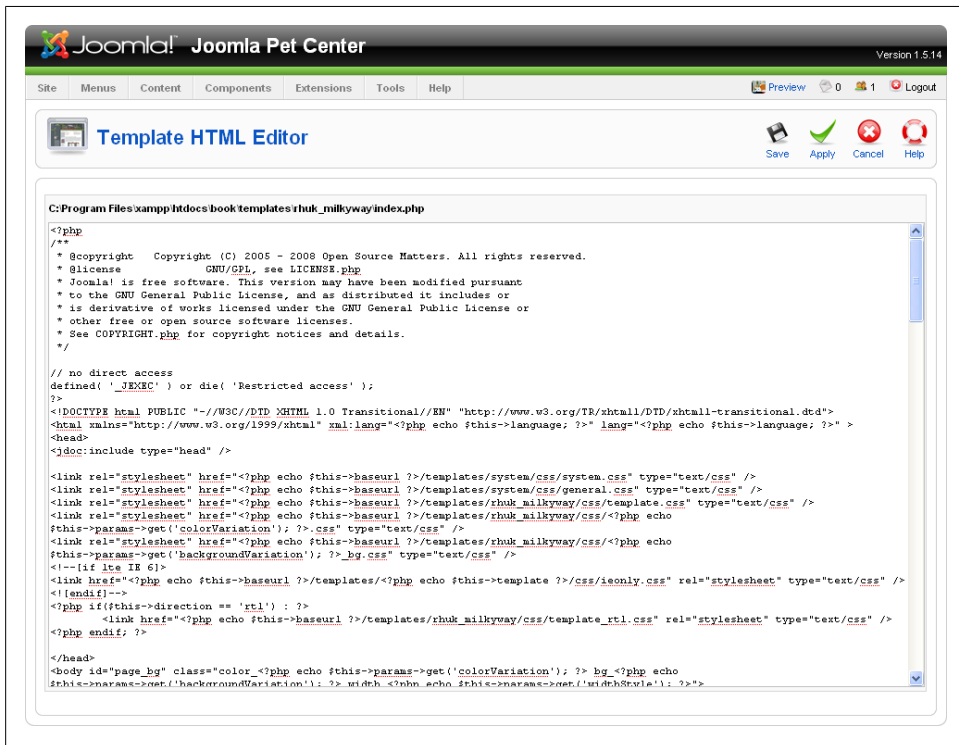 Joomla!™ Joomla Pet Center
Version 1.5.14
Site Menus Content Components Extensions Tools Help Preview 0 1 Logout
Template HTML Editor
Save Apply Cancel Help
C:\Program Files\xampp\htdocs\book\templates\rhuk_milkyway\index.php
<?php
/**
 * @copyright    Copyright (C) 2005 - 2008 Open Source Matters. All rights reserved.
 * @license            GNU/GPL, see LICENSE.php
 * Joomla! is free software. This version may have been modified pursuant
 * to the GNU General Public License, and as distributed it includes or
 * is derivative of works licensed under the GNU General Public License or
 * other free or open source software licenses.
 * See COPYRIGHT.php for copyright notices and details.
 */
// no direct access
defined( '_JEXEC' ) or die( 'Restricted access' );
?>
<!DOCTYPE html PUBLIC "-//W3C//DTD XHTML 1.0 Transitional//EN" "http://www.w3.org/TR/xhtml1/DTD/xhtml1-transitional.dtd">
<html xmlns="http://www.w3.org/1999/xhtml" xml:lang="<?php echo $this->language; ?>" lang="<?php echo $this->language; ?>" >
<head>
<jdoc:include type="head" />
<link rel="stylesheet" href="<?php echo $this->baseurl ?>/templates/system/css/system.css" type="text/css" />
<link rel="stylesheet" href="<?php echo $this->baseurl ?>/templates/system/css/general.css" type="text/css" />
<link rel="stylesheet" href="<?php echo $this->baseurl ?>/templates/rhuk_milkyway/css/template.css" type="text/css" />
<link rel="stylesheet" href="<?php echo $this->baseurl ?>/templates/rhuk_milkyway/css/<?php echo
$this->params->get('colorVariation'); ?>.css" type="text/css" />
<link rel="stylesheet" href="<?php echo $this->baseurl ?>/templates/rhuk_milkyway/css/<?php echo
$this->params->get('backgroundVariation'); ?>_bg.css" type="text/css" />
<!--[if lte IE 6]>
<link href="<?php echo $this->baseurl ?>/templates/<?php echo $this->template ?>/css/ieonly.css" rel="stylesheet" type="text/css" />
<![endif]-->
<?php if($this->direction == 'rtl') : ?>
        <link href="<?php echo $this->baseurl ?>/templates/rhuk_milkyway/css/template_rtl.css" rel="stylesheet" type="text/css" />
<?php endif; ?>
</head>
<body id="page_bg" class="color_<?php echo $this->params->get('colorVariation'); ?> bg_<?php echo
$this->params->get('backgroundVariation'); ?> width_<?php echo $this->params->get('widthStyle'); ?>">